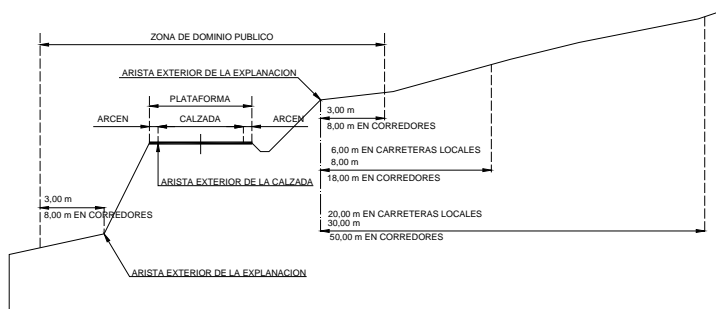 ZONA DE DOMINIO PUBLICO
ARISTA EXTERIOR DE LA EXPLANACION
PLATAFORMA
ARCEN
CALZADA
ARCEN
3,00 m
8,00 m EN CORREDORES
6,00 m EN CARRETERAS LOCALES
8,00 m
18,00 m EN CORREDORES
ARISTA EXTERIOR DE LA CALZADA
3,00 m
8,00 m EN CORREDORES
20,00 m EN CARRETERAS LOCALES
30,00 m
50,00 m EN CORREDORES
ARISTA EXTERIOR DE LA EXPLANACION